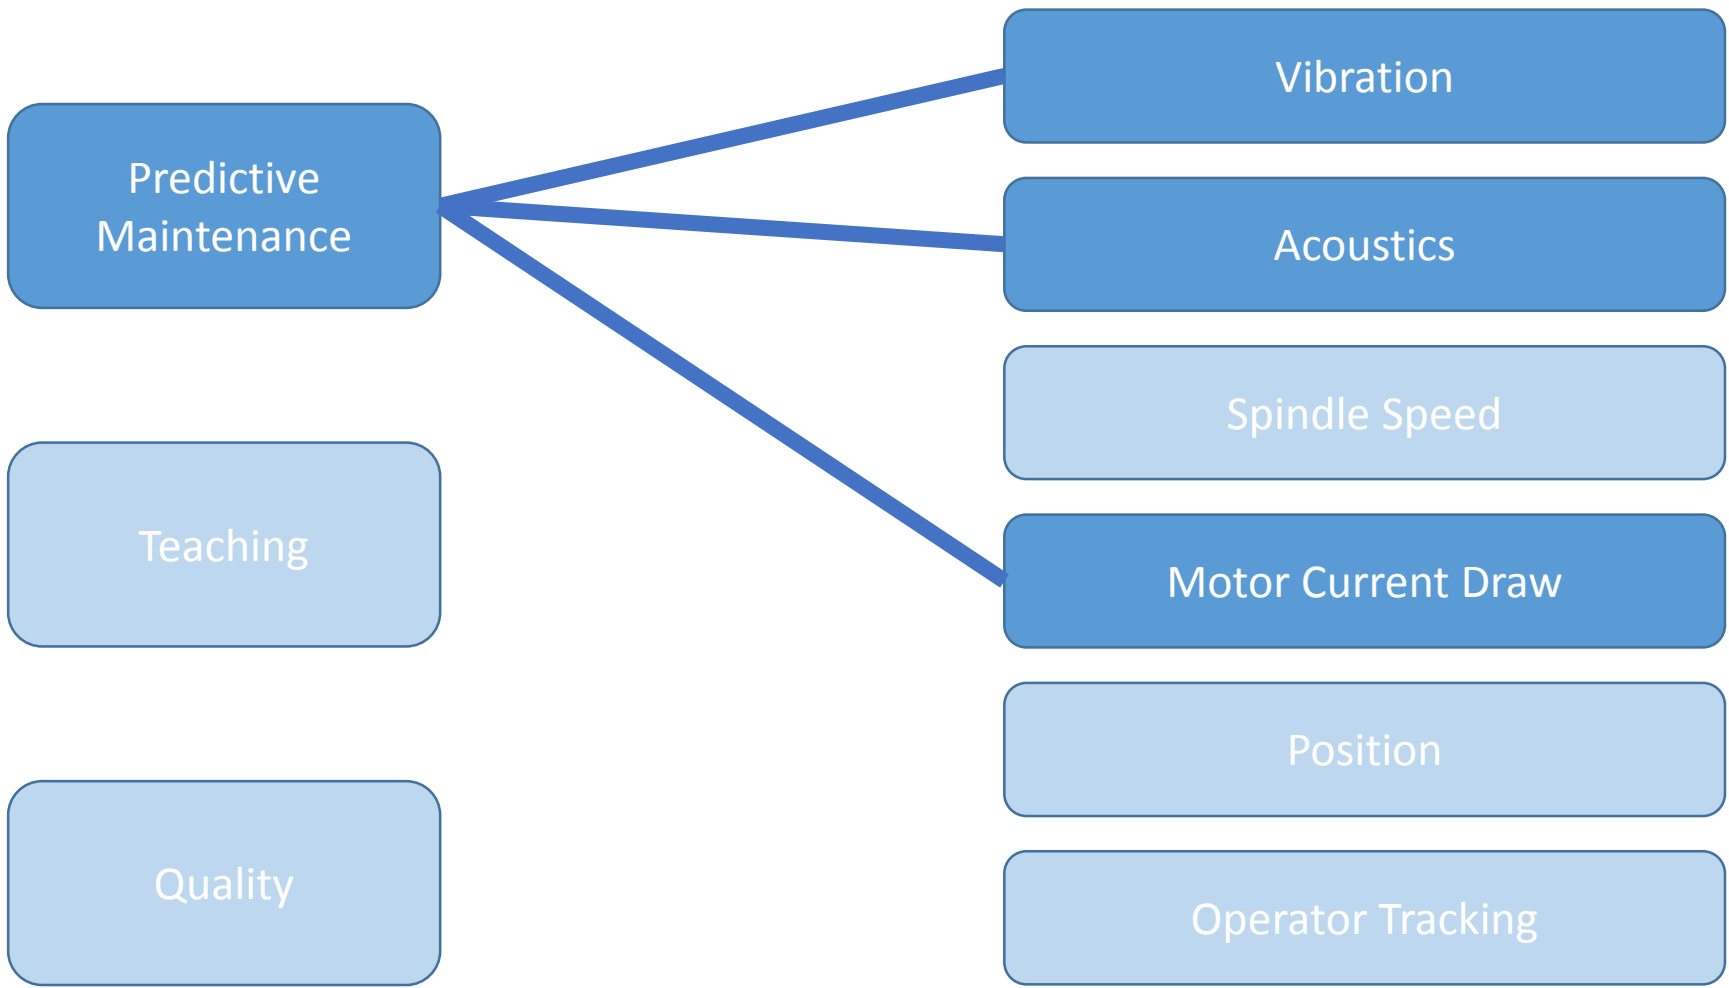 Predictive
Maintenance
Teaching
Quality
Vibration
Acoustics
Spindle Speed
Motor Current Draw
Position
Operator Tracking